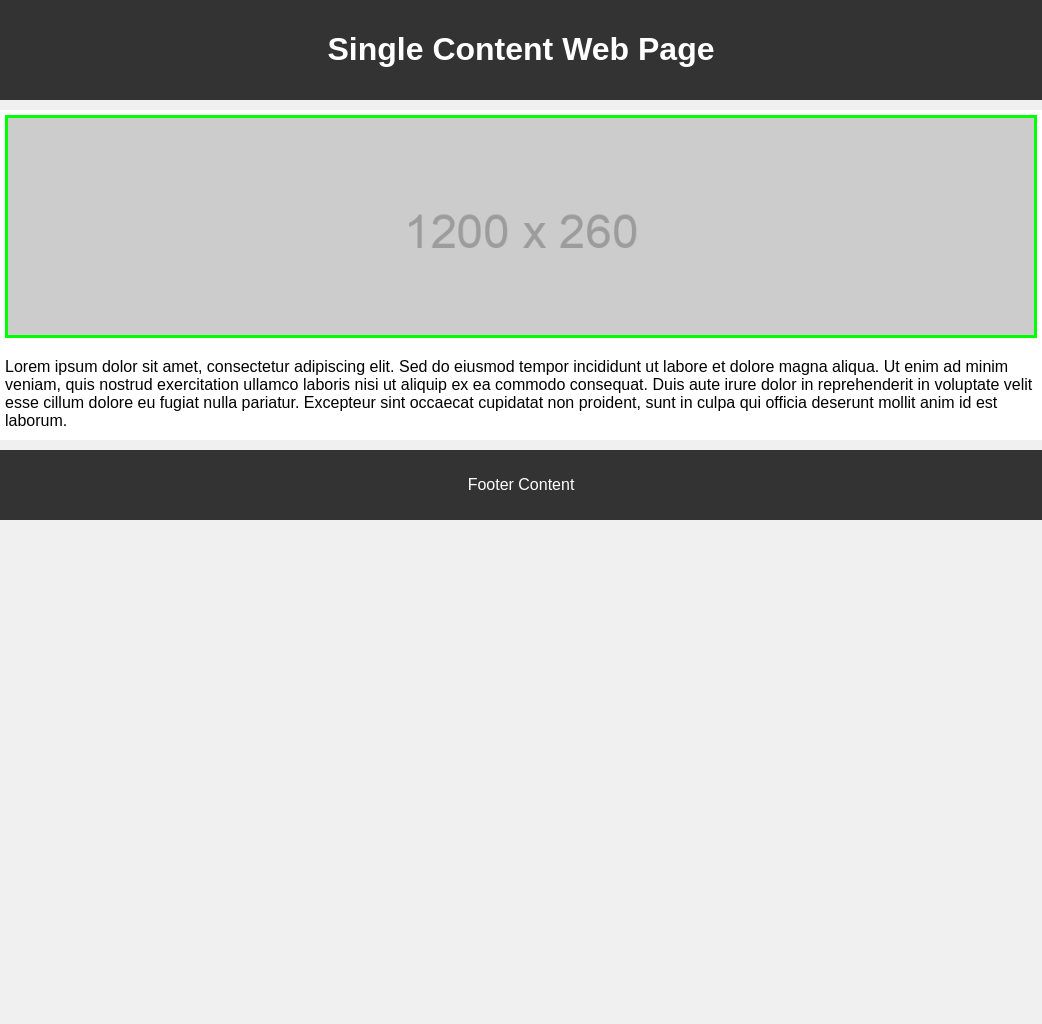 Single Content Web Page
1200 x 260
Lorem ipsum dolor sit amet, consectetur adipiscing elit. Sed do eiusmod tempor incididunt ut labore et dolore magna aliqua. Ut enim ad minim
veniam, quis nostrud exercitation ullamco laboris nisi ut aliquip ex ea commodo consequat. Duis aute irure dolor in reprehenderit in voluptate velit
esse cillum dolore eu fugiat nulla pariatur. Excepteur sint occaecat cupidatat non proident, sunt in culpa qui officia deserunt mollit anim id est
laborum.
Footer Content